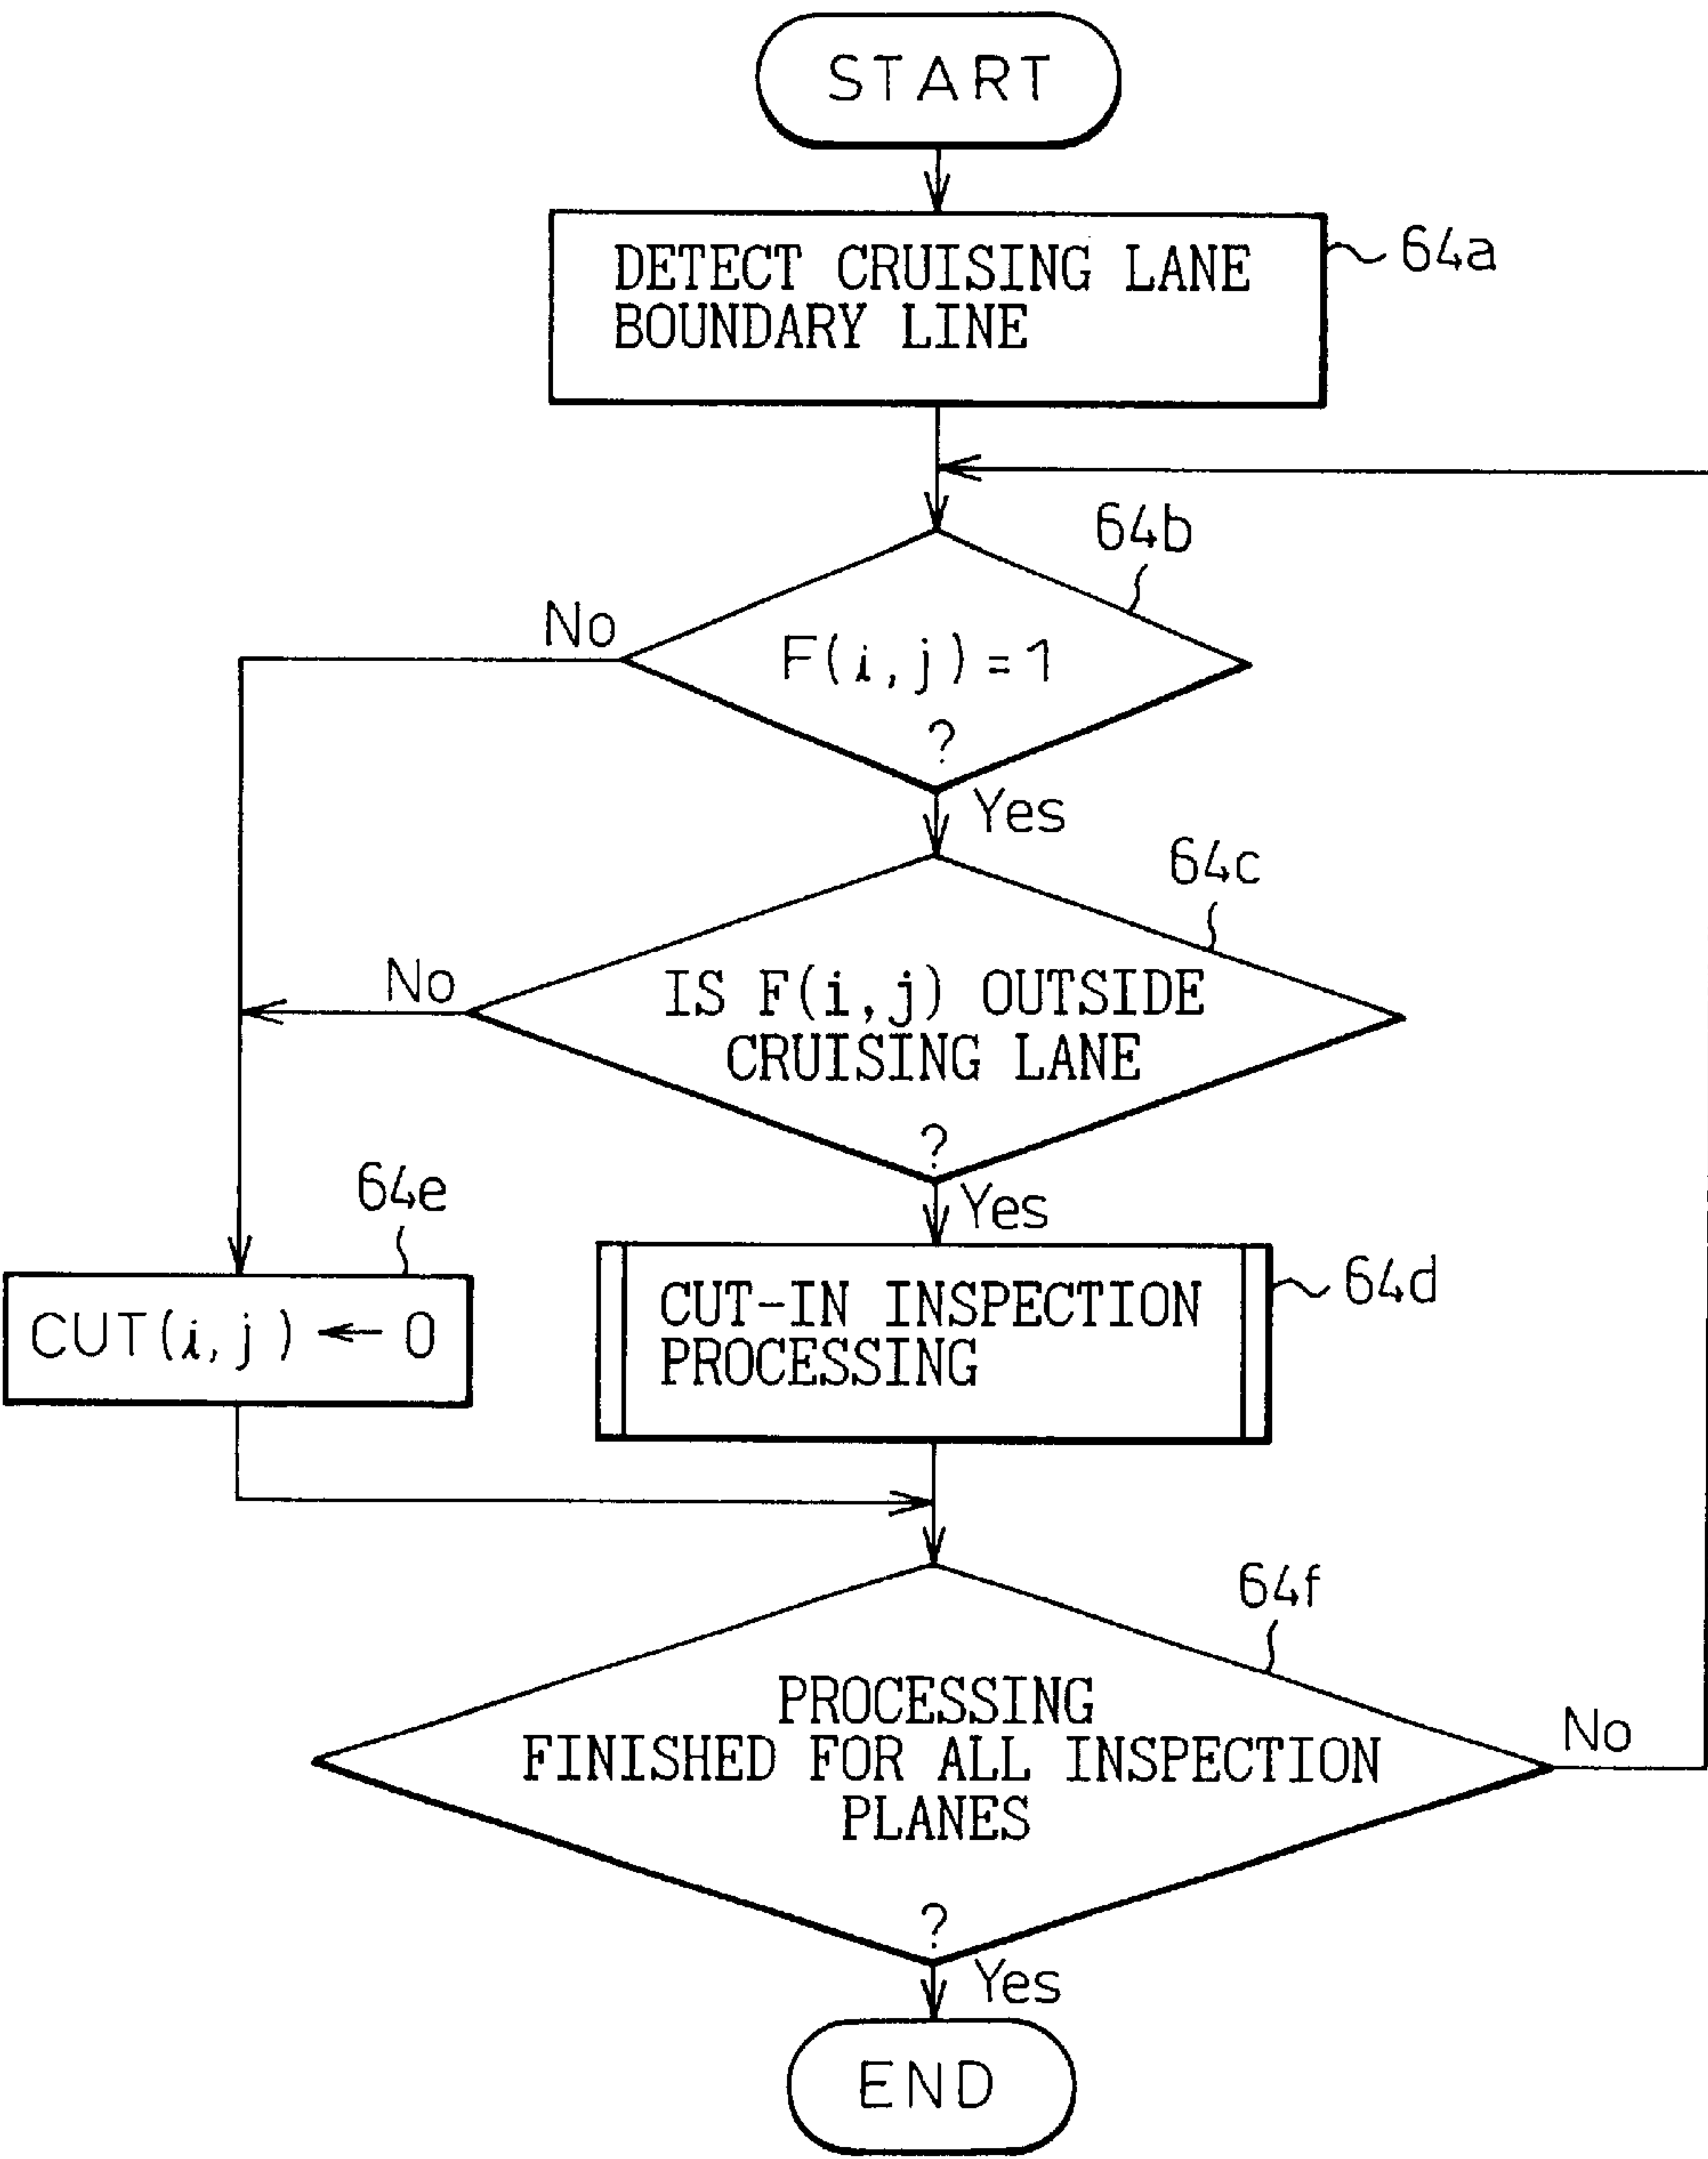 START
DETECT CRUISING LANE
BOUNDARY LINE
64a
64b
No
F(i,j)=1
?
Yes
64c
No
IS F(i,j) OUTSIDE
CRUISING LANE
?
Yes
64e
CUT(i,j) ← 0
CUT-IN INSPECTION
PROCESSING
64d
64f
PROCESSING
FINISHED FOR ALL INSPECTION
PLANES
?
No
Yes
END